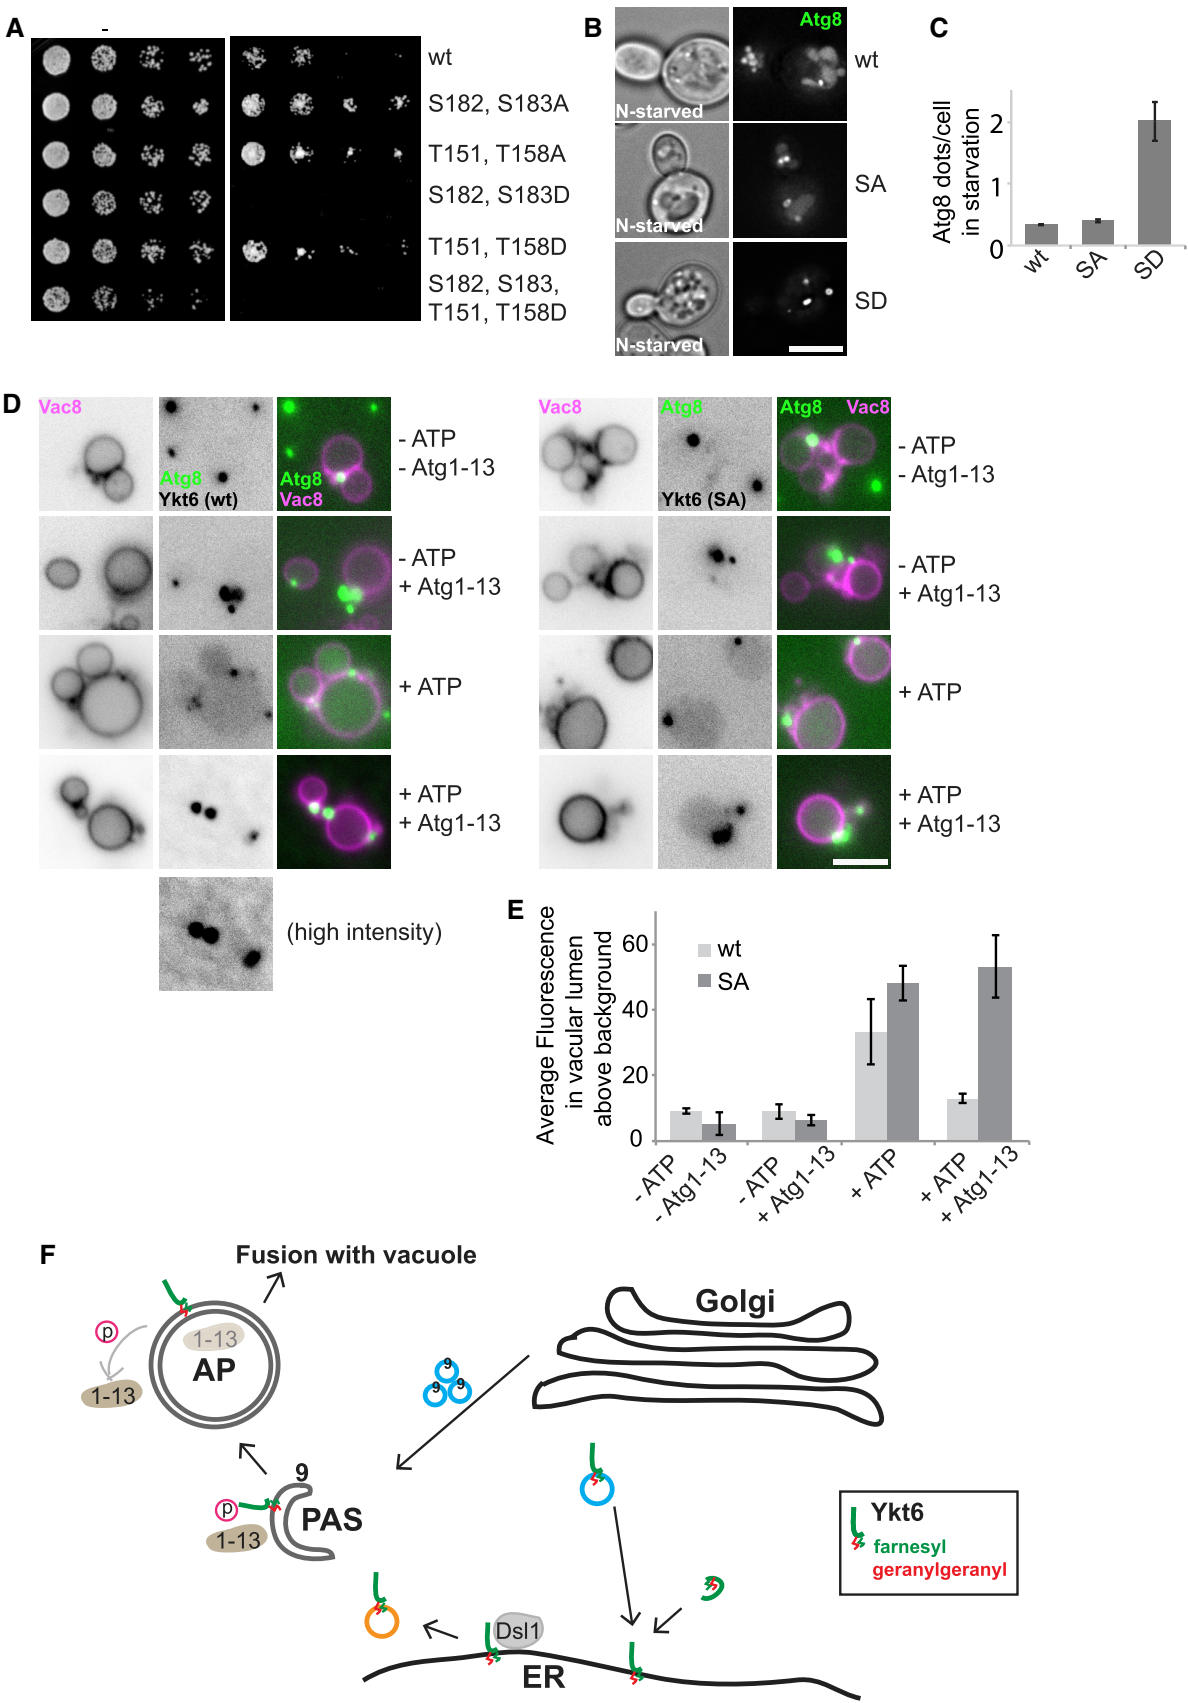 A
-
wt
S182, S183A
T151, T158A
S182, S183D
T151, T158D
S182, S183,
T151, T158D
B
Atg8
N-starved
wt
N-starved
SA
N-starved
SD
C
Atg8 dots/cell
in starvation
2
1
0
wt
SA
SD
D
Vac8
Atg8
Ykt6 (wt)
Atg8
Vac8
- ATP
- Atg1-13
- ATP
+ Atg1-13
+ ATP
+ ATP
+ Atg1-13
(high intensity)
Vac8
Atg8
Ykt6 (SA)
Atg8 Vac8
- ATP
- Atg1-13
- ATP
+ Atg1-13
+ ATP
+ ATP
+ Atg1-13
E
Average Fluorescence
in vacular lumen
above background
60
40
20
0
wt
SA
- ATP
- Atg1-13
- ATP
+ Atg1-13
+ ATP
+ ATP
+ Atg1-13
F
Fusion with vacuole
Golgi
p
1-13
1-13
AP
9
9
9
9
p
1-13
PAS
Ykt6
farnesyl
geranylgeranyl
Dsl1
ER